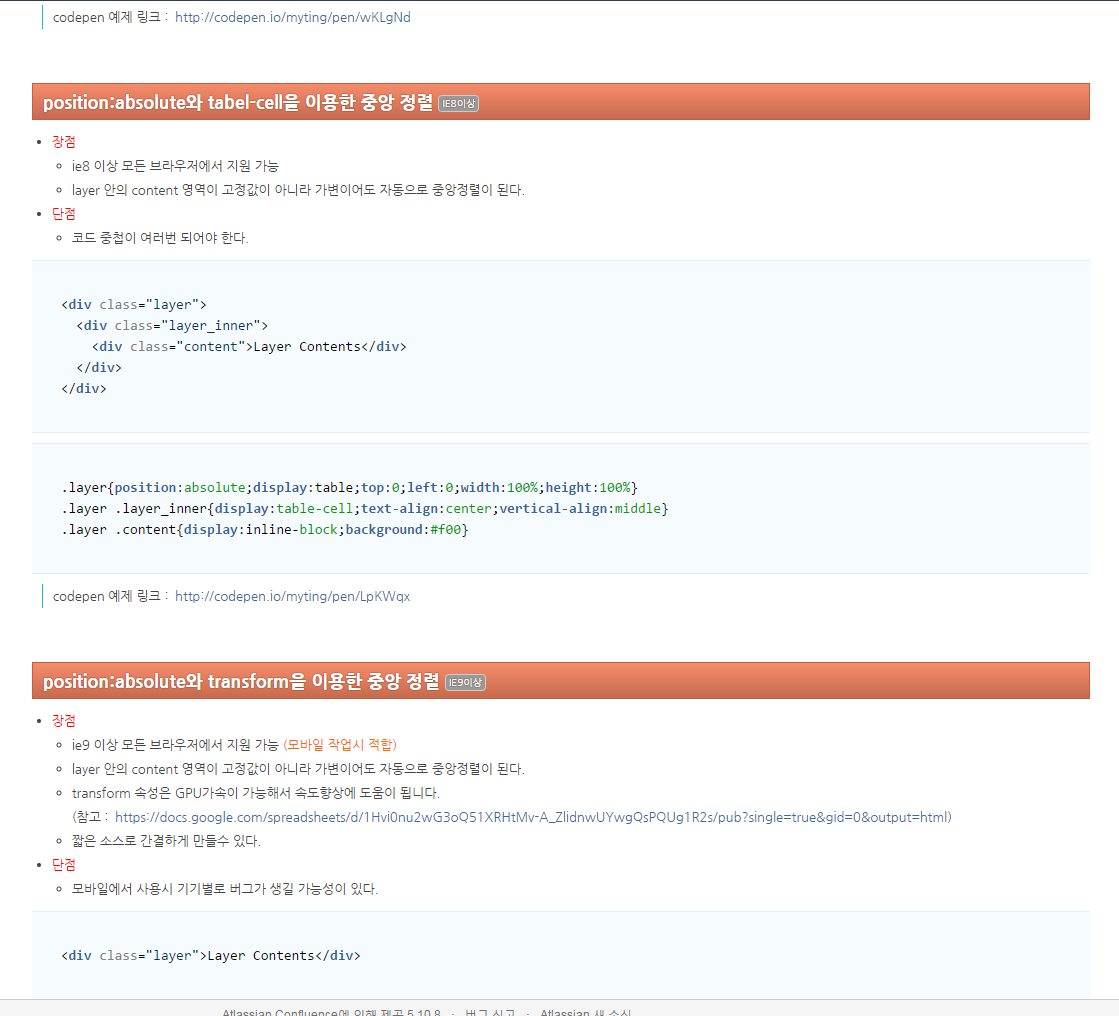 codepen 예제 링크 : http://codepen.io/myting/pen/wKLgNd
position:absolute와 tabel-cell을 이용한 중앙 정렬 IE8이상
장점
ie8 이상 모든 브라우저에서 지원 가능
layer 안의 content 영역이 고정값이 아니라 가변이어도 자동으로 중앙정렬이 된다.
단점
코드 중첩이 여러번 되어야 한다.
<div class="layer">
<div class="layer_inner">
<div class="content">Layer Contents</div>
</div>
</div>
.layer{position:absolute;display:table;top:0;left:0;width:100%;height:100%}
.layer .layer_inner{display:table-cell;text-align:center;vertical-align:middle}
.layer .content{display:inline-block;background:#f00}
codepen 예제 링크 : http://codepen.io/myting/pen/LpKWqx
position:absolute와 transform을 이용한 중앙 정렬 IE9이상
장점
ie9 이상 모든 브라우저에서 지원 가능 (모바일 작업시 적합)
layer 안의 content 영역이 고정값이 아니라 가변이어도 자동으로 중앙정렬이 된다.
transform 속성은 GPU가속이 가능해서 속도향상에 도움이 됩니다.
(참고 : https://docs.google.com/spreadsheets/d/1Hvi0nu2wG3oQ51XRHtMv-A_ZlidnwUYwgQsPQUg1R2s/pub?single=true&gid=0&output=html)
짧은 소스로 간결하게 만들수 있다.
단점
모바일에서 사용시 기기별로 버그가 생길 가능성이 있다.
<div class="layer">Layer Contents</div>
Atlassian Confluence에 의해 제공 5.10.8 · 버그 신고 · Atlassian 새 소식